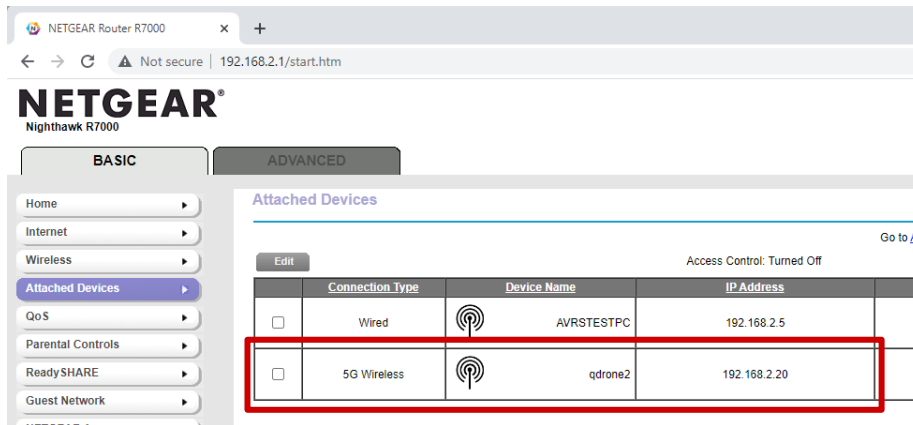 NETGEAR Router R7000
Not secure | 192.168.2.1/start.htm
NETGEAR®
Nighthawk R7000
BASIC
ADVANCED
Home
Internet
Wireless
Attached Devices
QoS
Parental Controls
ReadySHARE
Guest Network
Attached Devices
Go to
Edit
Access Control: Turned Off
Connection Type Device Name IP Address
Wired AVRSTESTPC 192.168.2.5
5G Wireless qdrone2 192.168.2.20